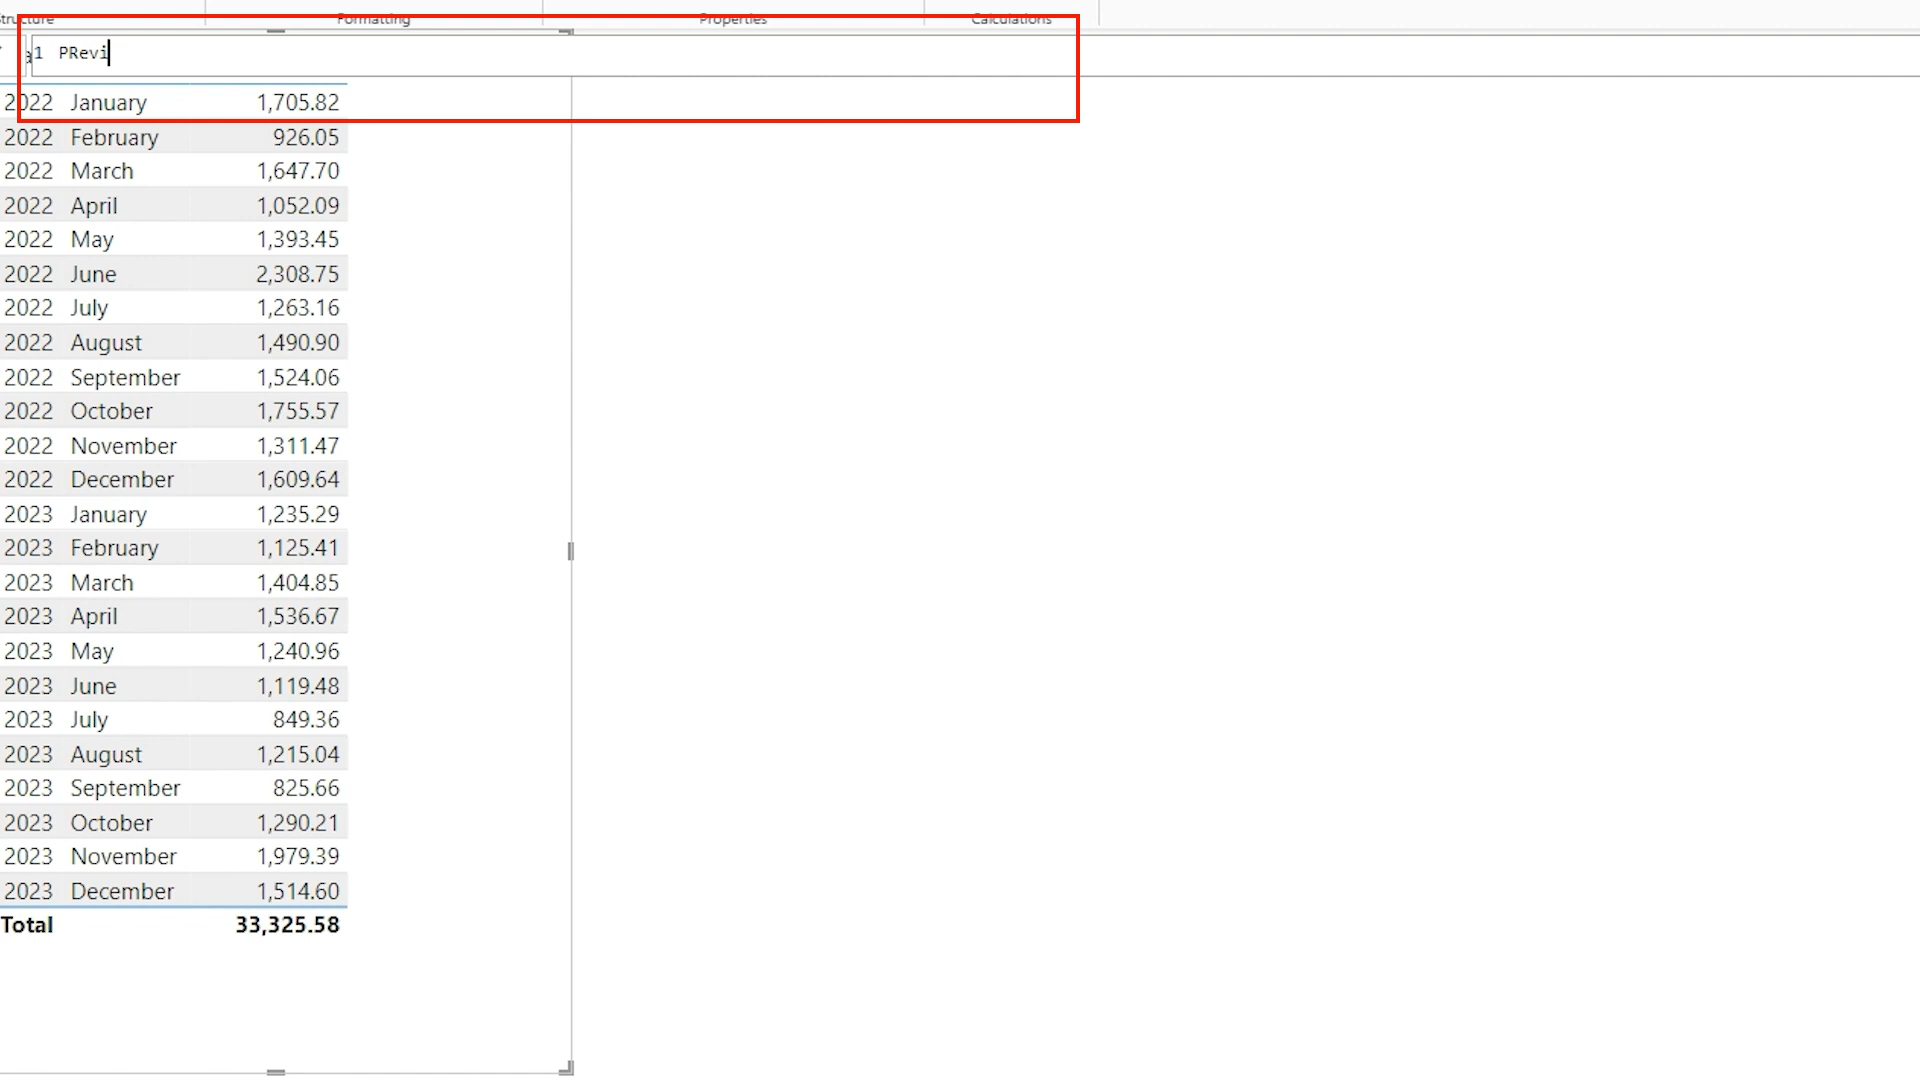 Structure Formatting Properties Calculations
1 PRevi
2022 January 1,705.82
2022 February 926.05
2022 March 1,647.70
2022 April 1,052.09
2022 May 1,393.45
2022 June 2,308.75
2022 July 1,263.16
2022 August 1,490.90
2022 September 1,524.06
2022 October 1,755.57
2022 November 1,311.47
2022 December 1,609.64
2023 January 1,235.29
2023 February 1,125.41
2023 March 1,404.85
2023 April 1,536.67
2023 May 1,240.96
2023 June 1,119.48
2023 July 849.36
2023 August 1,215.04
2023 September 825.66
2023 October 1,290.21
2023 November 1,979.39
2023 December 1,514.60
Total 33,325.58